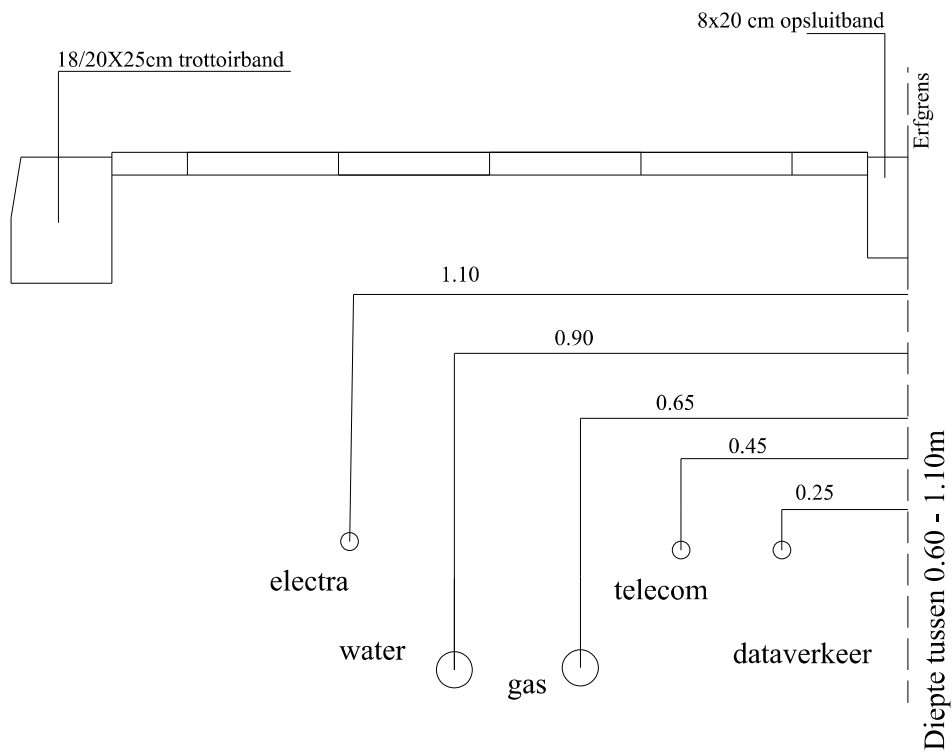 8x20 cm opsluitband
18/20X25cm trottoirband
Erfgrens
1.10
0.90
0.65
0.45
0.25
electra
telecom
water
dataverkeer
gas
Diepte tussen 0.60 - 1.10m